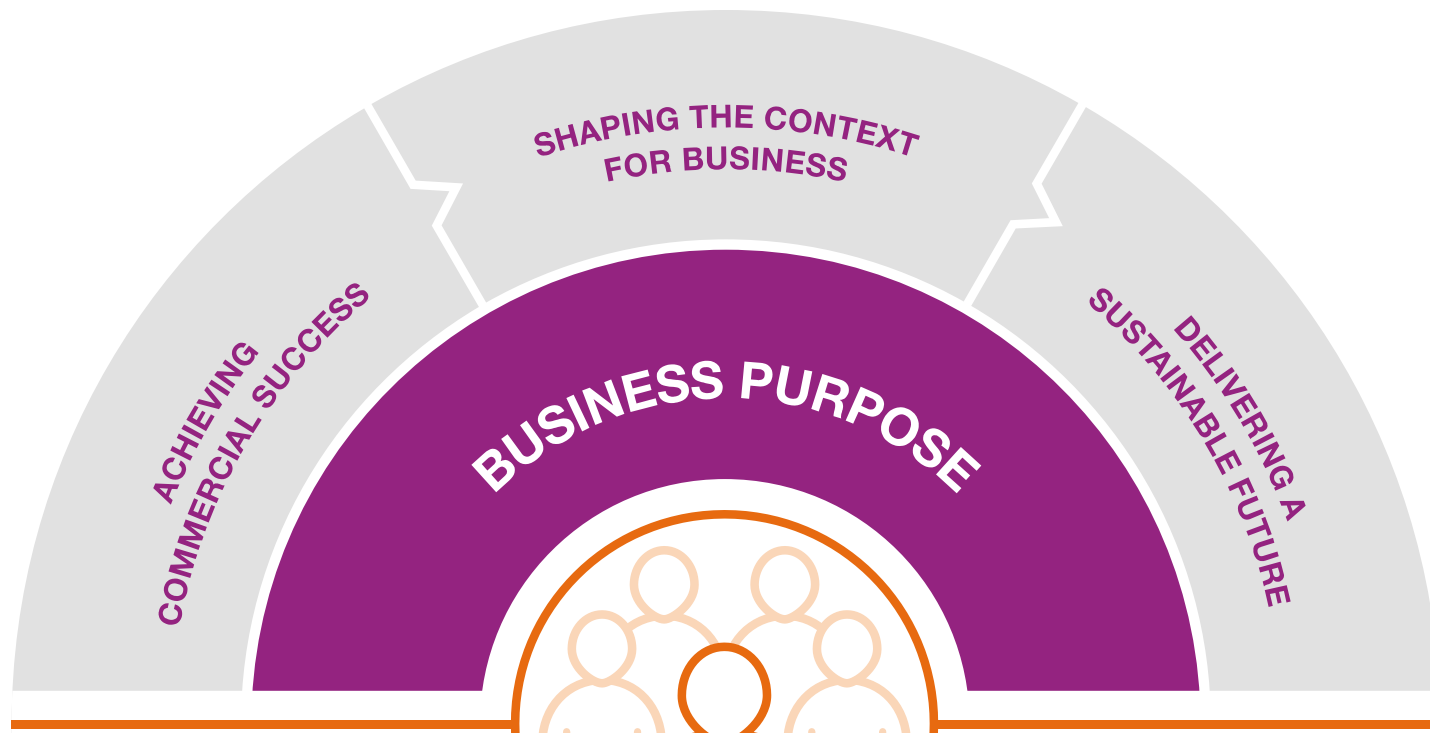 SHAPING THE CONTEXT
FOR BUSINESS
ACHIEVING
COMMERCIAL SUCCESS
DELIVERING A
SUSTAINABLE FUTURE
BUSINESS PURPOSE